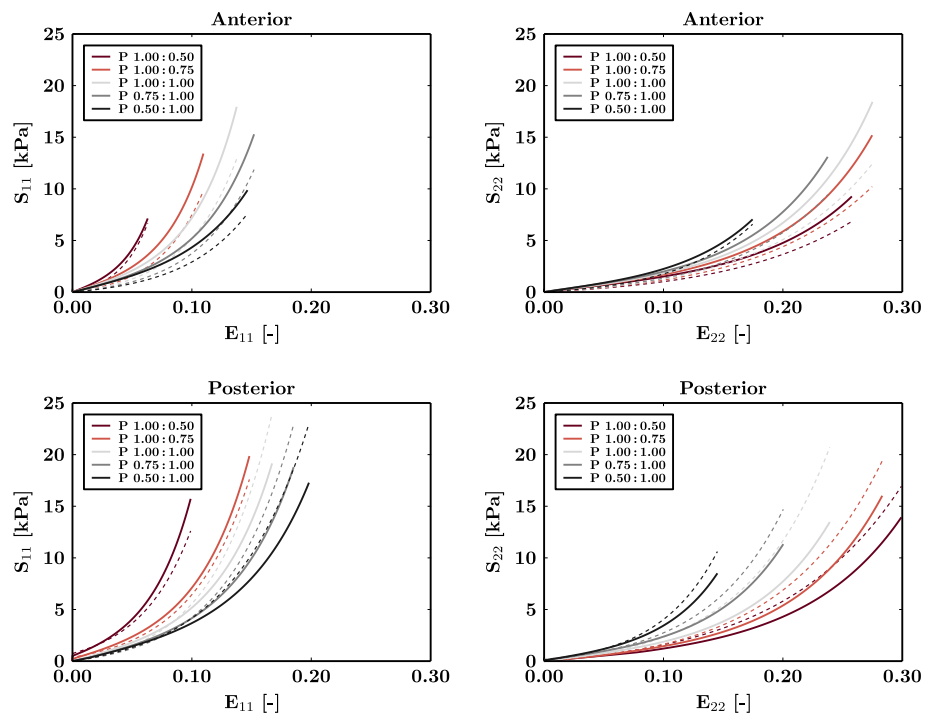 Anterior
S11 [kPa]
25
20
15
10
5
0
P 1.00 : 0.50
P 1.00 : 0.75
P 1.00 : 1.00
P 0.75 : 1.00
P 0.50 : 1.00
0.00 0.10 0.20 0.30
E11 [-]
Anterior
S22 [kPa]
25
20
15
10
5
0
P 1.00 : 0.50
P 1.00 : 0.75
P 1.00 : 1.00
P 0.75 : 1.00
P 0.50 : 1.00
0.00 0.10 0.20 0.30
E22 [-]
Posterior
S11 [kPa]
25
20
15
10
5
0
P 1.00 : 0.50
P 1.00 : 0.75
P 1.00 : 1.00
P 0.75 : 1.00
P 0.50 : 1.00
0.00 0.10 0.20 0.30
E11 [-]
Posterior
S22 [kPa]
25
20
15
10
5
0
P 1.00 : 0.50
P 1.00 : 0.75
P 1.00 : 1.00
P 0.75 : 1.00
P 0.50 : 1.00
0.00 0.10 0.20 0.30
E22 [-]